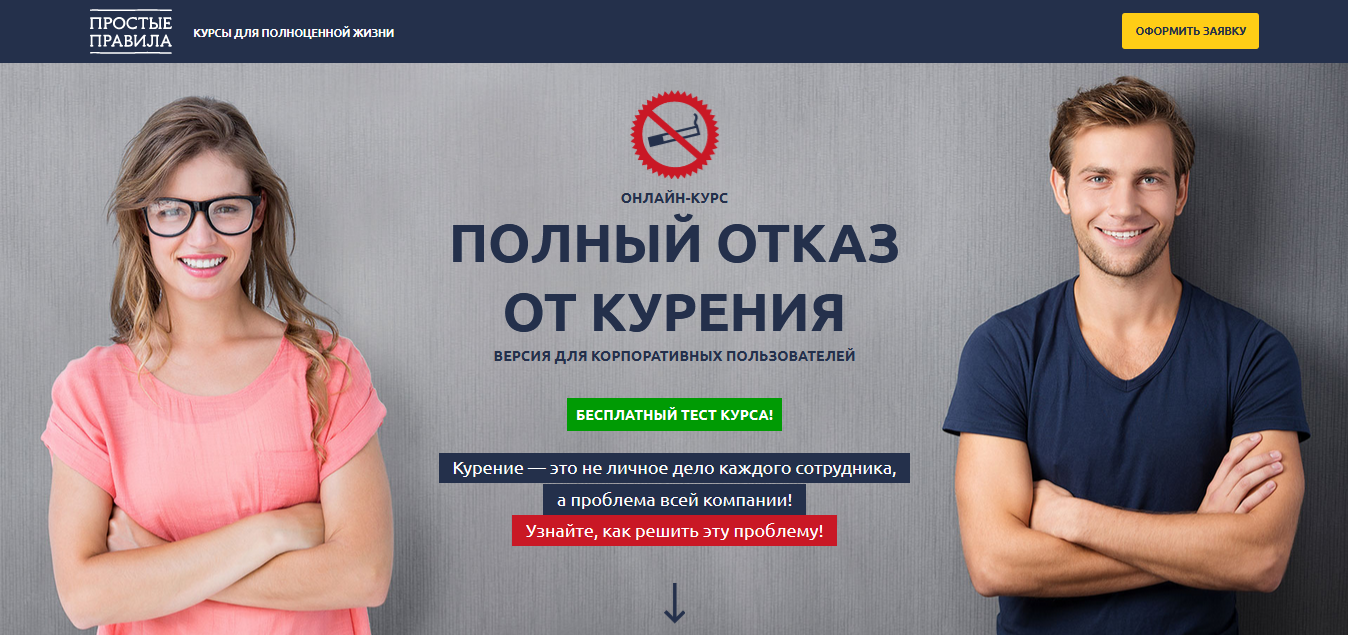 ПРОСТЫЕ
ПРАВИЛА
КУРСЫ ДЛЯ ПОЛНОЦЕННОЙ ЖИЗНИ
ОФОРМИТЬ ЗАЯВКУ
ОНЛАЙН-КУРС
ПОЛНЫЙ ОТКАЗ
ОТ КУРЕНИЯ
ВЕРСИЯ ДЛЯ КОРПОРАТИВНЫХ ПОЛЬЗОВАТЕЛЕЙ
БЕСПЛАТНЫЙ ТЕСТ КУРСА!
Курение — это не личное дело каждого сотрудника,
а проблема всей компании!
Узнайте, как решить эту проблему!